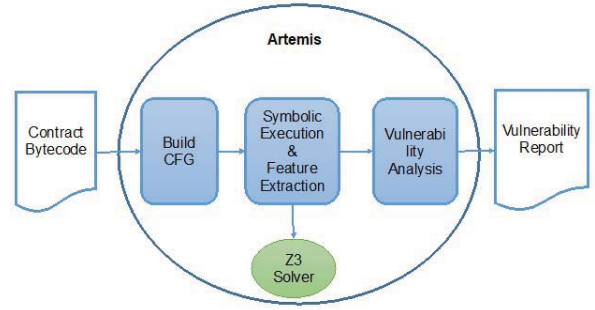 Artemis
Contract
Bytecode
Build
CFG
Symbolic
Execution
&
Feature
Extraction
Vulnerabi
lity
Analysis
Vulnerability
Report
Z3
Solver